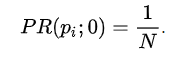 PR(p_i; 0) = \frac{1}{N}.